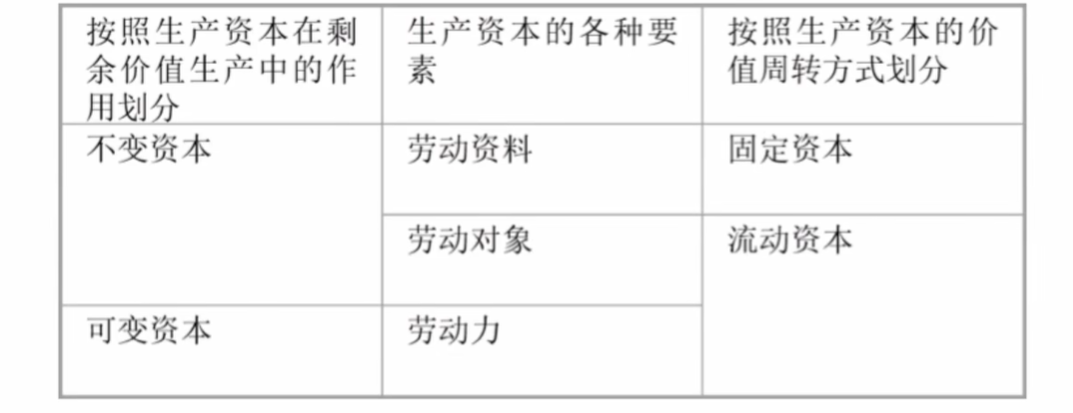 按照生产资本在剩
余价值生产中的作
用划分
生产资本的各种要
素
按照生产资本的价
值周转方式划分
不变资本
劳动资料
固定资本
劳动对象
流动资本
可变资本
劳动力